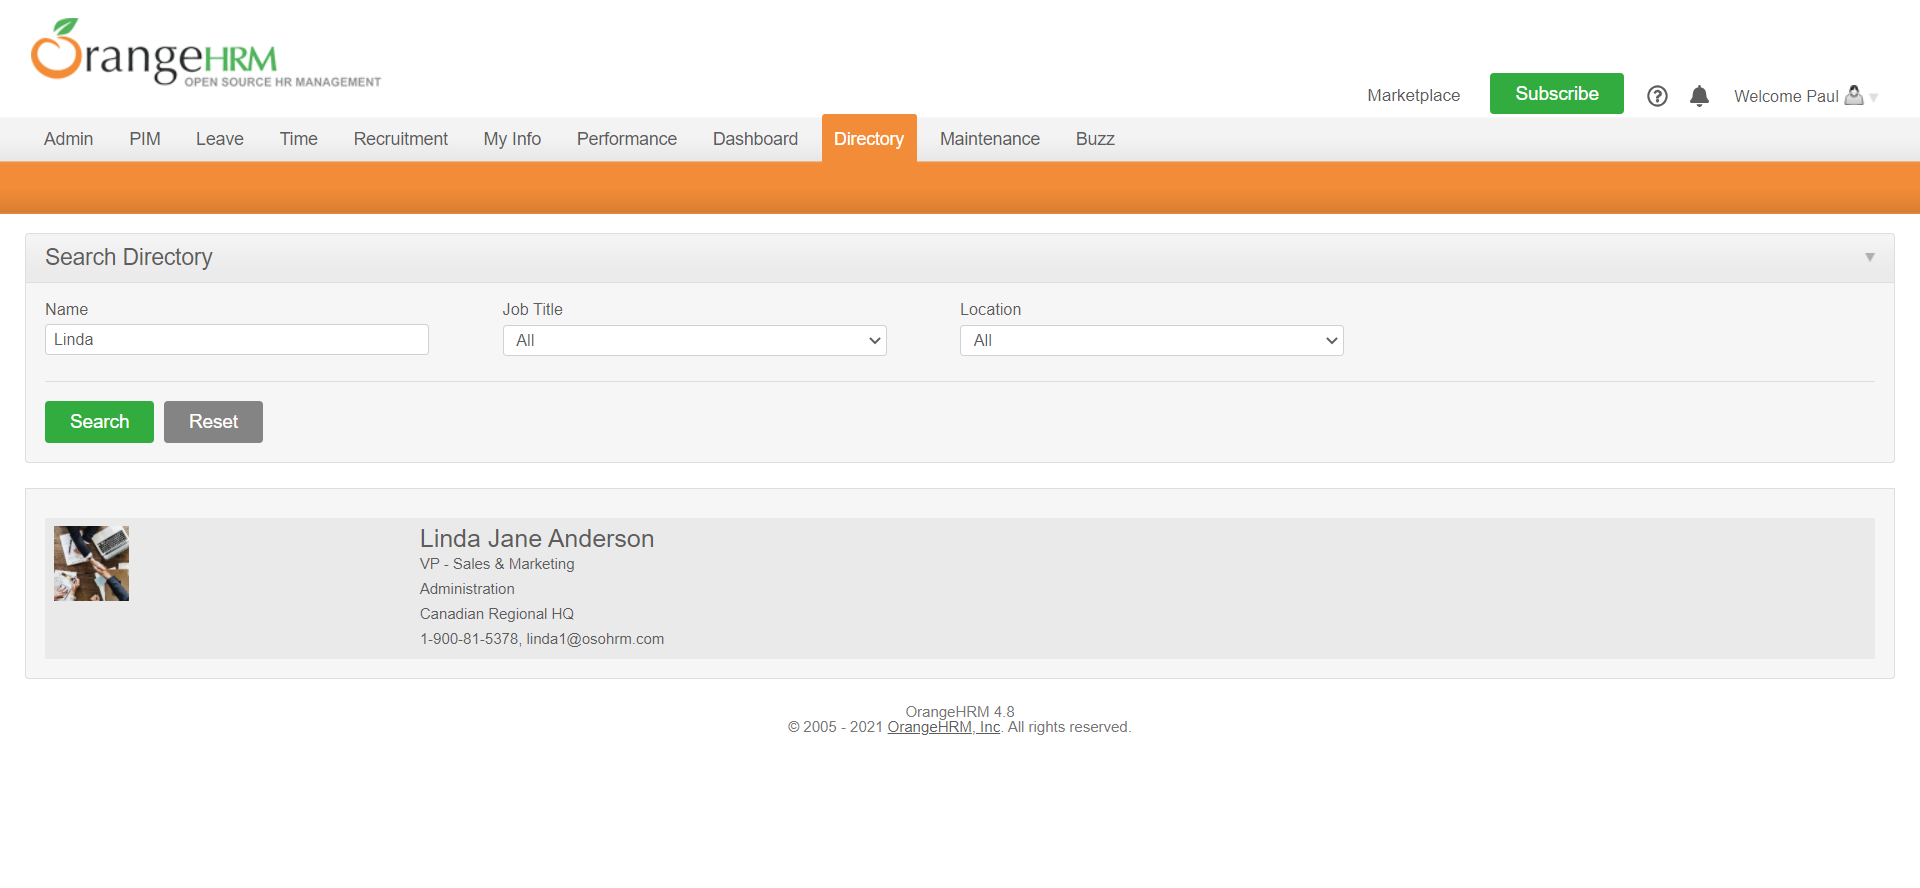 OrangeHRM
OPEN SOURCE HR MANAGEMENT
Marketplace
Subscribe
Welcome Paul
Admin PIM Leave Time Recruitment My Info Performance Dashboard Directory Maintenance Buzz
Search Directory
Name Job Title Location
Linda All All
Search Reset
Linda Jane Anderson
VP - Sales & Marketing
Administration
Canadian Regional HQ
1-900-81-5378, linda1@osohrm.com
OrangeHRM 4.8
© 2005 - 2021 OrangeHRM, Inc. All rights reserved.